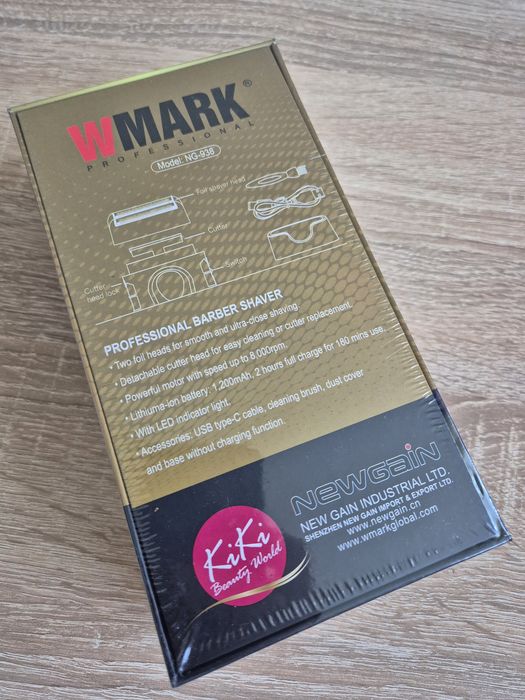 WMARK®
PROFESSIONAL
Model: NG-938
Foil shaver head
Cutter
Cutter
head lock
Switch
PROFESSIONAL BARBER SHAVER
• Two foil heads for smooth and ultra-close shaving.
• Detachable cutter head for easy cleaning or cutter replacement.
• Powerful motor with speed up to 8,000rpm.
• Lithiuma-ion battery: 1,200mAh, 2 hours full charge for 180 mins use.
• With LED indicator light.
• Accessories: USB type-C cable, cleaning brush, dust cover
and base without charging function.
NEWGAIN
NEW GAIN INDUSTRIAL LTD.
SHENZHEN NEW GAIN IMPORT & EXPORT LTD.
www.newgain.cn
www.wmarkglobal.com
KiKi
Beauty World